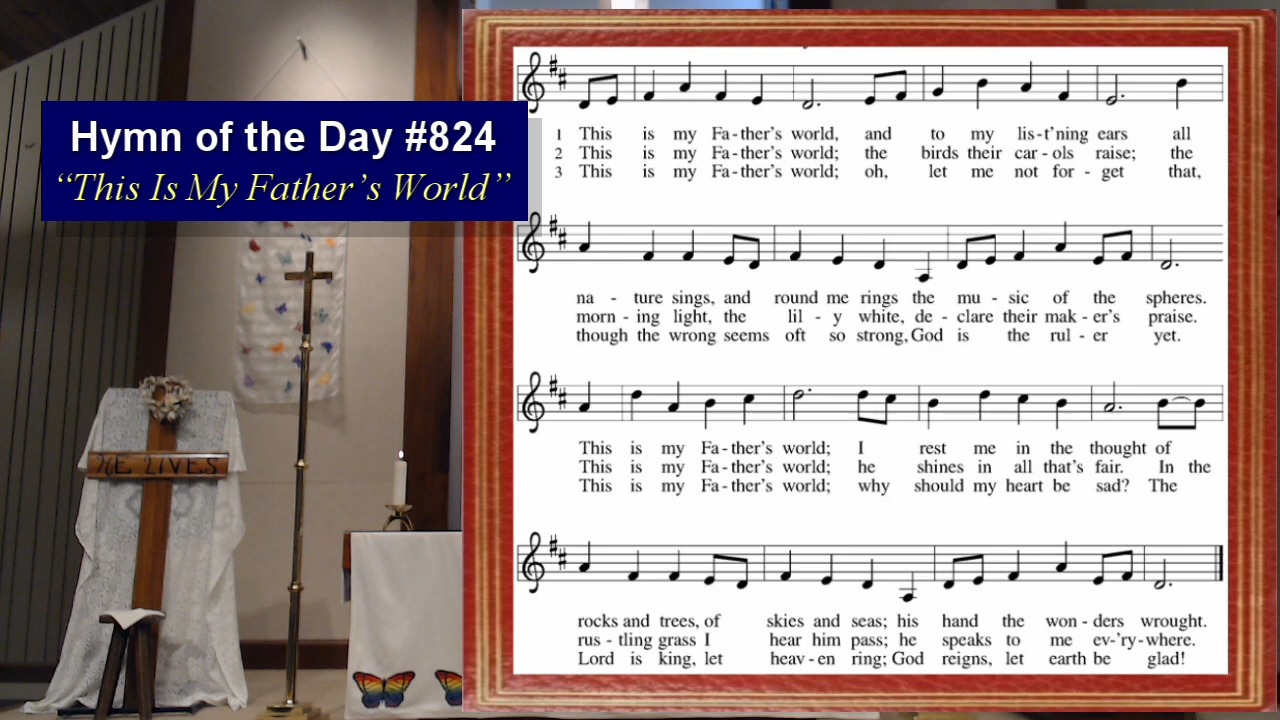 Hymn of the Day #824
“This Is My Father’s World”
HE LIVES
1 This is my Fa-ther's world, and to my lis-t'ning ears all
2 This is my Fa-ther's world; the birds their car-ols raise; the
3 This is my Fa-ther's world; oh, let me not for-get that,
na-ture sings, and round me rings the mu-sic of the spheres.
morn-ing light, the lil-y white, de-clare their mak-er's praise.
though the wrong seems oft so strong, God is the rul-er yet.
This is my Fa-ther's world; I rest me in the thought of
This is my Fa-ther's world; he shines in all that's fair. In the
This is my Fa-ther's world; why should my heart be sad? The
rocks and trees, of skies and seas; his hand the won-ders wrought.
rus-tling grass I hear him pass; he speaks to me ev-'ry-where.
Lord is king, let heav-en ring; God reigns, let earth be glad!